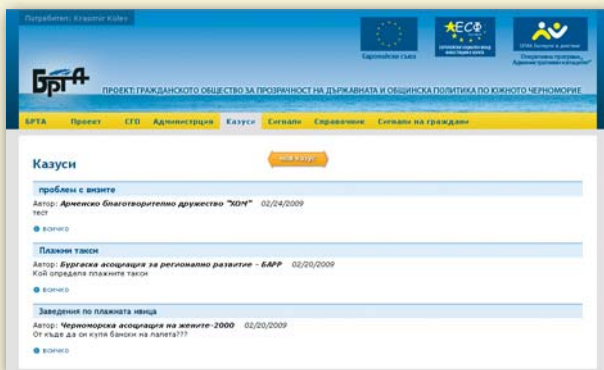 Потребител: Krasimir Kolev
Европейски съюз
ЕСФ
БрТА
ПРОЕКТ: ГРАЖДАНСКОТО ОБЩЕСТВО ЗА ПРОЗРАЧНОСТ НА ДЪРЖАВНАТА И ОБЩИНСКА ПОЛИТИКА ПО ЮЖНОТО ЧЕРНОМОРИЕ
БРТА Проект СГО Администрция Казуси Сигнали Справочник Сигнали на граждани
Казуси
НОВ КАЗУС
проблем с визите
Автор: Арменско благотворително дружество "ХОМ" 02/24/2009
тест
всичко
Плажни такси
Автор: Бургаска асоциация за регионално развитие - БАРР 02/20/2009
Кой определя плажните такси
всичко
Заведения по плажната ивица
Автор: Черноморска асоциация на жените-2000 02/20/2009
От къде да си купя бански на лалета???
всичко